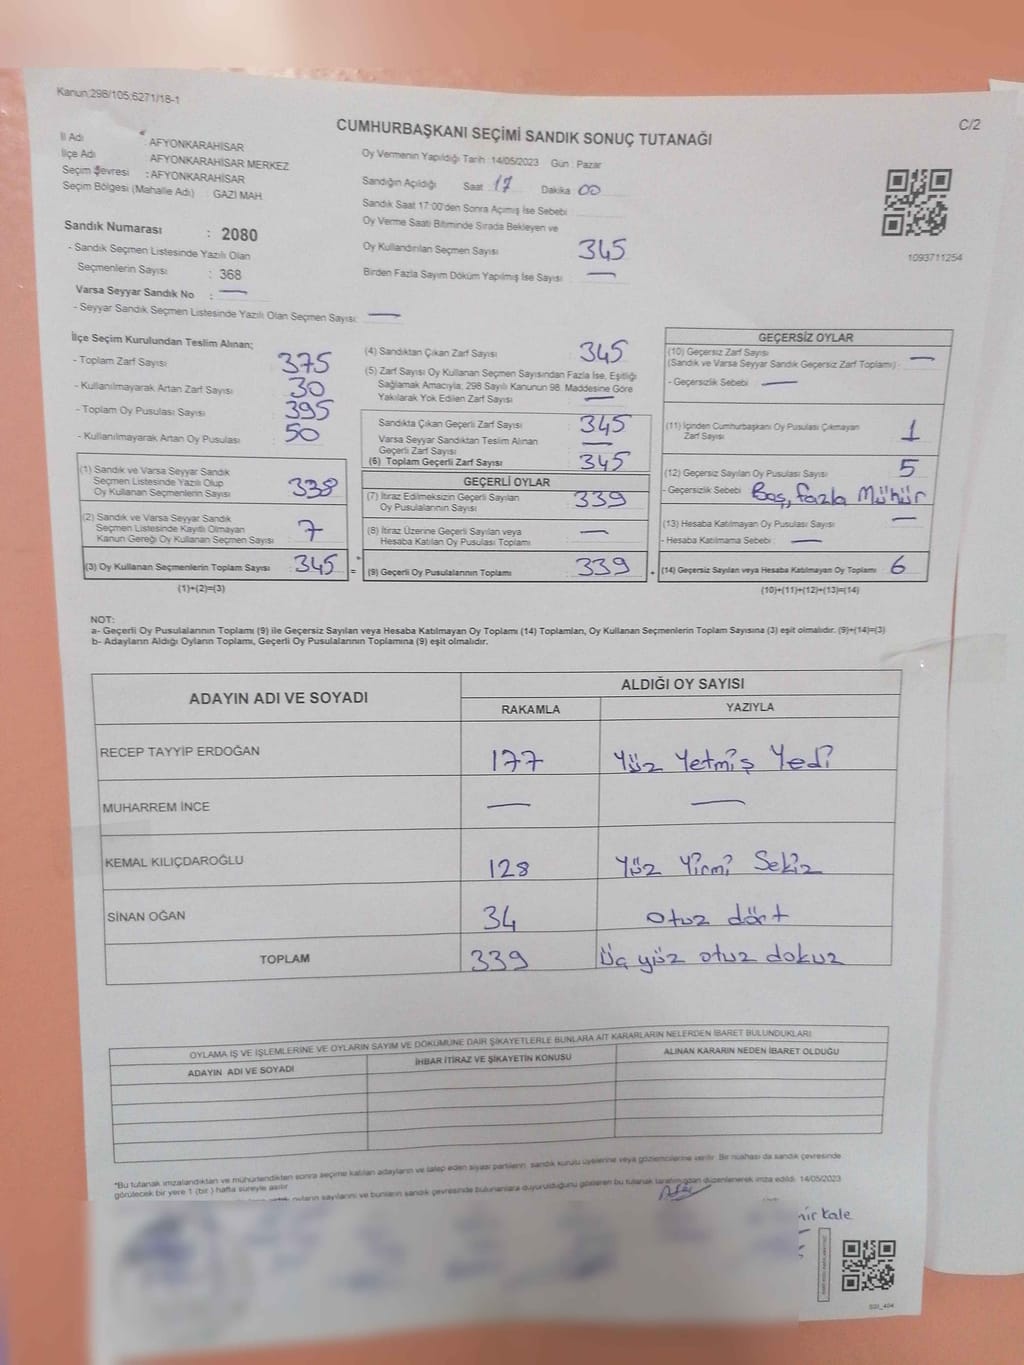 Kanun;298/105;6271/18-1
C/2
CUMHURBAŞKANI SEÇİMİ SANDIK SONUÇ TUTANAĞI
İl Adı : AFYONKARAHİSAR
İlçe Adı AFYONKARAHİSAR MERKEZ
Seçim Çevresi : AFYONKARAHİSAR
Seçim Bölgesi (Mahalle Adı) : GAZİ MAH
Oy Vermenin Yapıldığı Tarih : 14/05/2023 Gün : Pazar
Sandığın Açıldığı Saat : 17 Dakika 00
Sandık Saat 17:00'den Sonra Açımış İse Sebebi
Oy Verme Saati Bitiminde Sırada Bekleyen ve
Oy Kullandırılan Seçmen Sayısı 345
Birden Fazla Sayım Döküm Yapılmış İse Sayısı : —
1093711254
Sandık Numarası : 2080
- Sandık Seçmen Listesinde Yazılı Olan
Seçmenlerin Sayısı : 368
Varsa Seyyar Sandık No : —
- Seyyar Sandık Seçmen Listesinde Yazılı Olan Seçmen Sayısı: —
İlçe Seçim Kurulundan Teslim Alınan;
- Toplam Zarf Sayısı : 375
- Kullanılmayarak Artan Zarf Sayısı : 30
- Toplam Oy Pusulası Sayısı : 395
- Kullanılmayarak Artan Oy Pusulası : 50
(1) Sandık ve Varsa Seyyar Sandık
Seçmen Listesinde Yazılı Olup
Oy Kullanan Seçmenlerin Sayısı : 338
(2) Sandık ve Varsa Seyyar Sandık
Seçmen Listesinde Kayıtlı Olmayan
Kanun Gereği Oy Kullanan Seçmen Sayısı : 7
(3) Oy Kullanan Seçmenlerin Toplam Sayısı : 345
(1)+(2)=(3)
(4) Sandıktan Çıkan Zarf Sayısı : 345
(5) Zarf Sayısı Oy Kullanan Seçmen Sayısından Fazla İse, Eşitliği
Sağlamak Amacıyla, 298 Sayılı Kanunun 98. Maddesine Göre
Yakılarak Yok Edilen Zarf Sayısı : —
Sandıkta Çıkan Geçerli Zarf Sayısı : 345
Varsa Seyyar Sandıktan Teslim Alınan
Geçerli Zarf Sayısı : —
(6) Toplam Geçerli Zarf Sayısı : 345
GEÇERLİ OYLAR
(7) İtiraz Edilmeksizin Geçerli Sayılan
Oy Pusulalarının Sayısı : 339
(8) İtiraz Üzerine Geçerli Sayılan veya
Hesaba Katılan Oy Pusulası Toplamı : —
= (9) Geçerli Oy Pusulalarının Toplamı : 339 +
GEÇERSİZ OYLAR
(10) Geçersiz Zarf Sayısı
(Sandık ve Varsa Seyyar Sandık Geçersiz Zarf Toplamı) : —
- Geçersizlik Sebebi : —
(11) İçinden Cumhurbaşkanı Oy Pusulası Çıkmayan
Zarf Sayısı 1
(12) Geçersiz Sayılan Oy Pusulası Sayısı : 5
- Geçersizlik Sebebi : Boş, fazla Mühür
(13) Hesaba Katılmayan Oy Pusulası Sayısı : —
- Hesaba Katılmama Sebebi : —
(14) Geçersiz Sayılan veya Hesaba Katılmayan Oy Toplamı : 6
(10)+(11)+(12)+(13)=(14)
NOT:
a- Geçerli Oy Pusulalarının Toplamı (9) ile Geçersiz Sayılan veya Hesaba Katılmayan Oy Toplamı (14) Toplamları, Oy Kullanan Seçmenlerin Toplam Sayısına (3) eşit olmalıdır. (9)+(14)=(3)
b- Adayların Aldığı Oyların Toplamı, Geçerli Oy Pusulalarının Toplamına (9) eşit olmalıdır.
ADAYIN ADI VE SOYADI
ALDIĞI OY SAYISI
RAKAMLA YAZIYLA
RECEP TAYYİP ERDOĞAN 177 Yüz Yetmiş Yedi
MUHARREM İNCE — —
KEMAL KILIÇDAROĞLU 128 Yüz Yirmi Sekiz
SİNAN OĞAN 34 otuz dört
TOPLAM 339 Üç yüz otuz dokuz
OYLAMA İŞ VE İŞLEMLERİNE VE OYLARIN SAYIM VE DÖKÜMÜNE DAİR ŞİKAYETLERLE BUNLARA AİT KARARLARIN NELERDEN İBARET BULUNDUKLARI
ADAYIN ADI VE SOYADI İHBAR İTİRAZ VE ŞİKAYETİN KONUSU ALINAN KARARIN NEDEN İBARET OLDUĞU
*Bu tutanak imzalandıktan ve mühürlendikten sonra seçime katılan adayların ve talep eden siyasi partilerin, sandık kurulu üyelerine veya gözlemcilerine verilir. Bir nüshası da sandık çevresinde
görülecek bir yere 1 (bir) hafta süreyle asılır.
oyların sayılarını ve bunların sandık çevresinde bulunanlara duyurulduğunu gösteren bu tutanak tarafımızdan düzenlenerek imza edildi. 14/05/2023
Kale